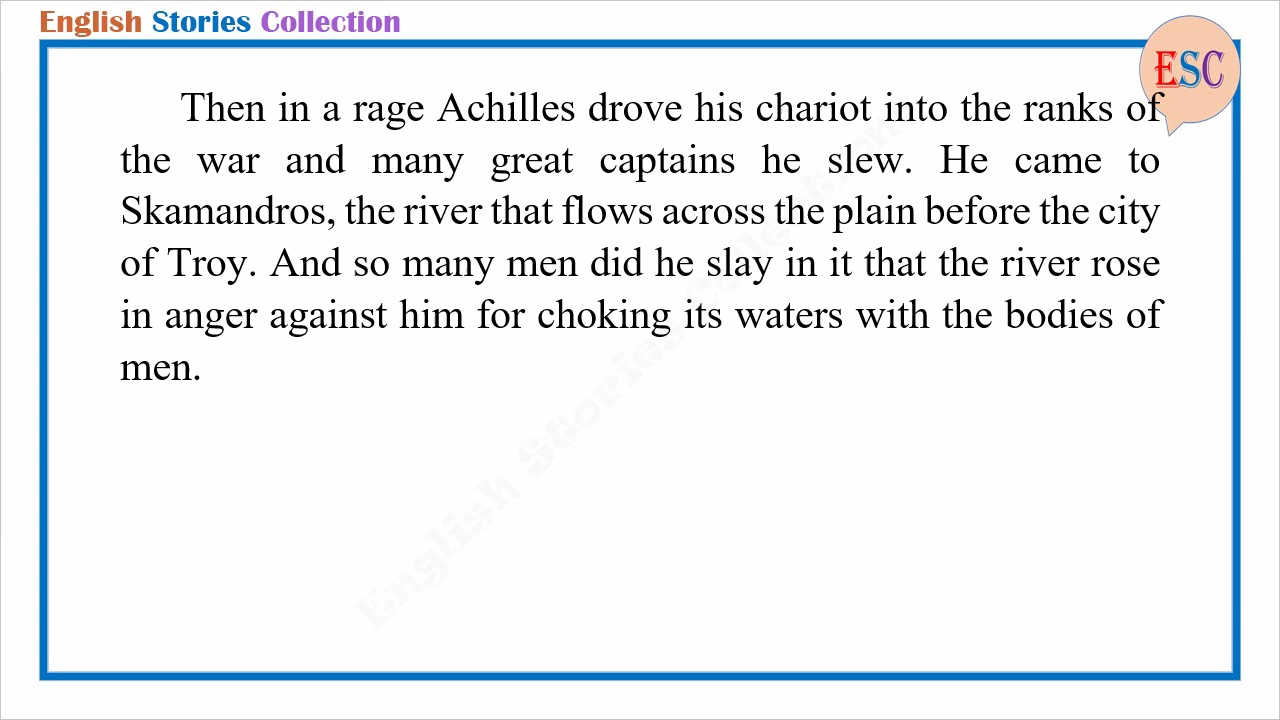 English Stories Collection
ESC
Then in a rage Achilles drove his chariot into the ranks of
the war and many great captains he slew. He came to
Skamandros, the river that flows across the plain before the city
of Troy. And so many men did he slay in it that the river rose
in anger against him for choking its waters with the bodies of
men.
English Stories Collection